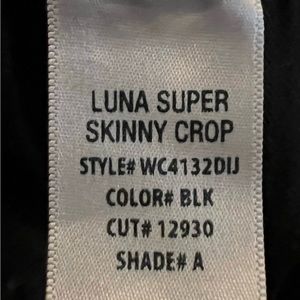 LUNA SUPER
SKINNY CROP
STYLE# WC4132DIJ
COLOR# BLK
CUT# 12930
SHADE# A